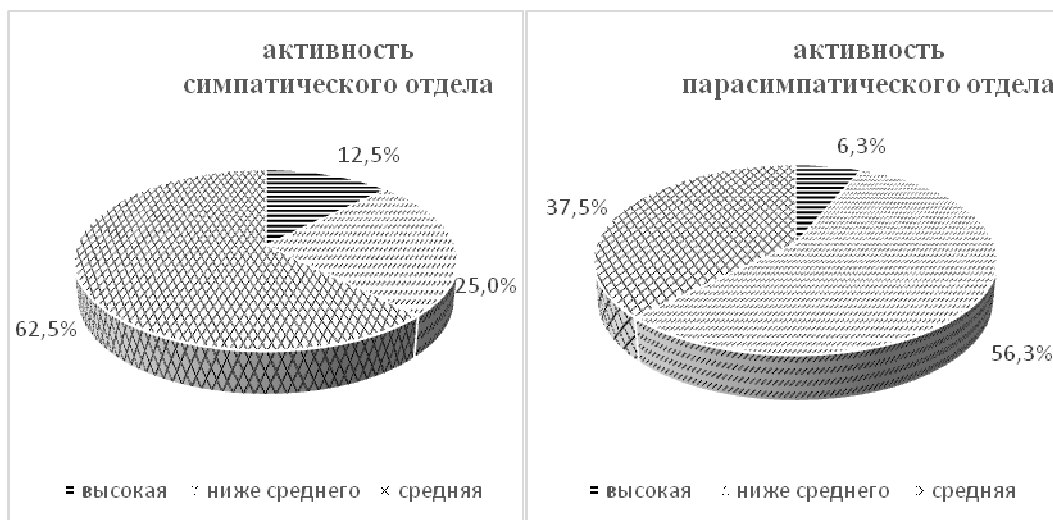 активность
симпатического отдела
12,5%
25,0%
62,5%
высокая ниже среднего средняя
активность
парасимпатического отдела
6,3%
37,5%
56,3%
высокая ниже среднего средняя